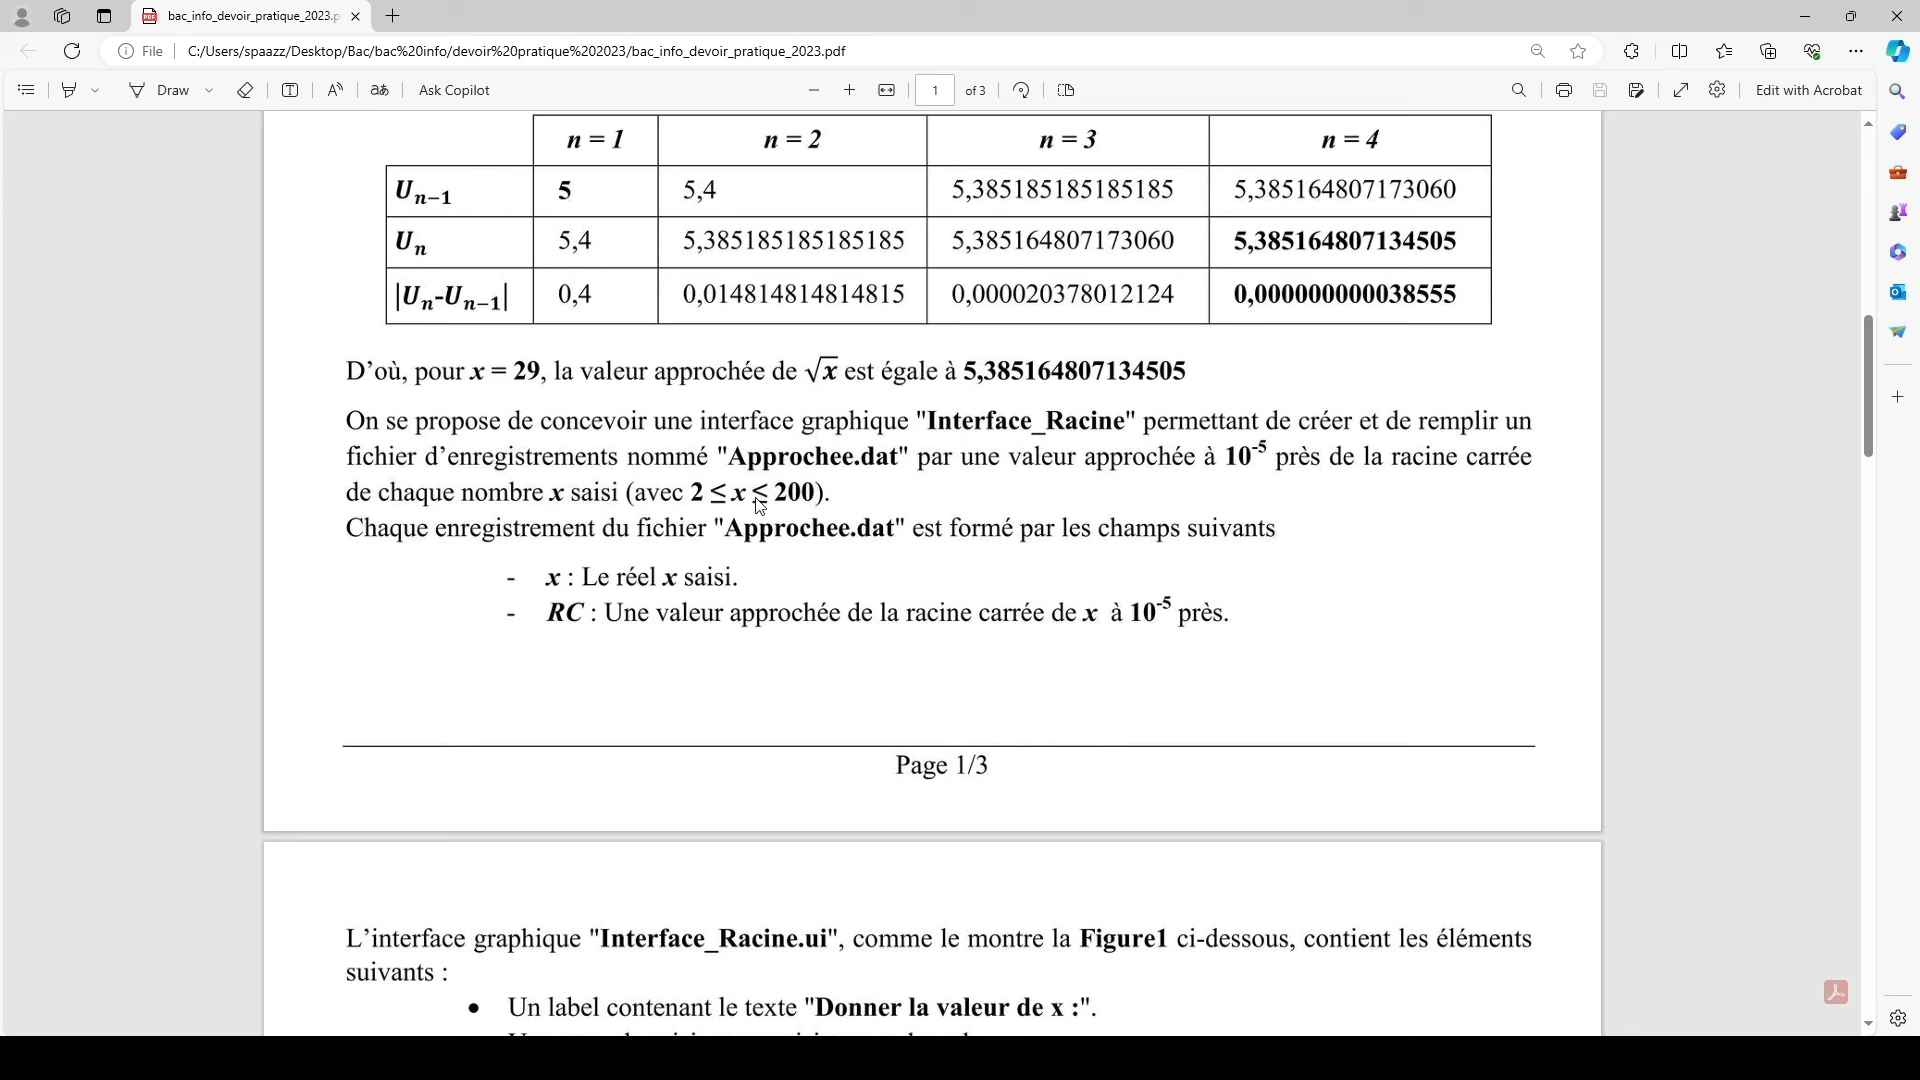 bac_info_devoir_pratique_2023.p
File
C:/Users/spaazz/Desktop/Bac/bac%20info/devoir%20pratique%202023/bac_info_devoir_pratique_2023.pdf
Draw
Ask Copilot
1 of 3
Edit with Acrobat
n = 1 n = 2 n = 3 n = 4
Uₙ₋₁ 5 5,4 5,385185185185185 5,385164807173060
Uₙ 5,4 5,385185185185185 5,385164807173060 5,385164807134505
|Uₙ-Uₙ₋₁| 0,4 0,014814814814815 0,000020378012124 0,000000000038555
D’où, pour x = 29, la valeur approchée de √x est égale à 5,385164807134505
On se propose de concevoir une interface graphique "Interface_Racine" permettant de créer et de remplir un
fichier d’enregistrements nommé "Approchee.dat" par une valeur approchée à 10⁻⁵ près de la racine carrée
de chaque nombre x saisi (avec 2 ≤ x ≤ 200).
Chaque enregistrement du fichier "Approchee.dat" est formé par les champs suivants
- x : Le réel x saisi.
- RC : Une valeur approchée de la racine carrée de x à 10⁻⁵ près.
Page 1/3
L’interface graphique "Interface_Racine.ui", comme le montre la Figure1 ci-dessous, contient les éléments
suivants :
• Un label contenant le texte "Donner la valeur de x :".